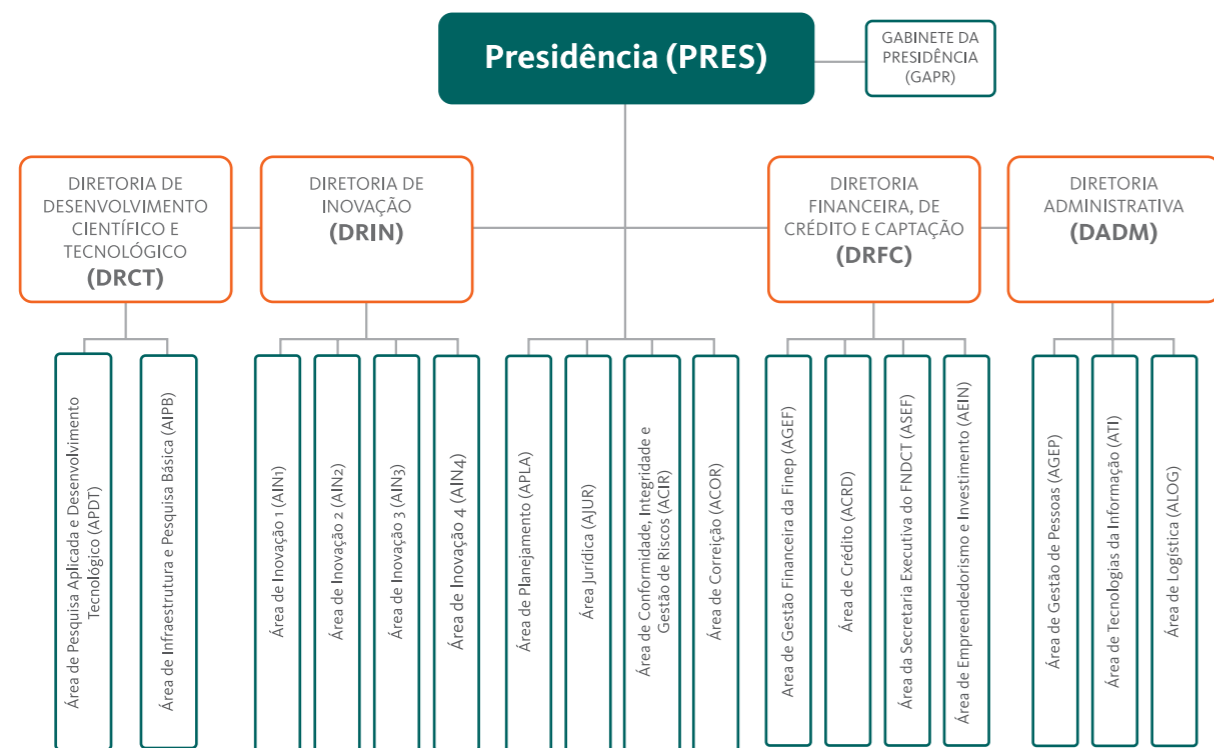 Presidência (PRES)
GABINETE DA
PRESIDÊNCIA
(GAPR)
DIRETORIA DE
DESENVOLVIMENTO
CIENTÍFICO E
TECNOLÓGICO
(DRCT)
DIRETORIA DE
INOVAÇÃO
(DRIN)
DIRETORIA
FINANCEIRA, DE
CRÉDITO E CAPTAÇÃO
(DRFC)
DIRETORIA
ADMINISTRATIVA
(DADM)
Área de Pesquisa Aplicada e Desenvolvimento
Tecnológico (APDT)
Área de Infraestrutura e Pesquisa Básica (AIPB)
Área de Inovação 1 (AIN1)
Área de Inovação 2 (AIN2)
Área de Inovação 3 (AIN3)
Área de Inovação 4 (AIN4)
Área de Planejamento (APLA)
Área Jurídica (AJUR)
Área de Conformidade, Integridade e
Gestão de Riscos (ACIR)
Área de Correição (ACOR)
Área de Gestão Financeira da Finep (AGEF)
Área de Crédito (ACRD)
Área da Secretaria Executiva do FNDCT (ASEF)
Área de Empreendedorismo e Investimento (AEIN)
Área de Gestão de Pessoas (AGEP)
Área de Tecnologias da Informação (ATI)
Área de Logística (ALOG)